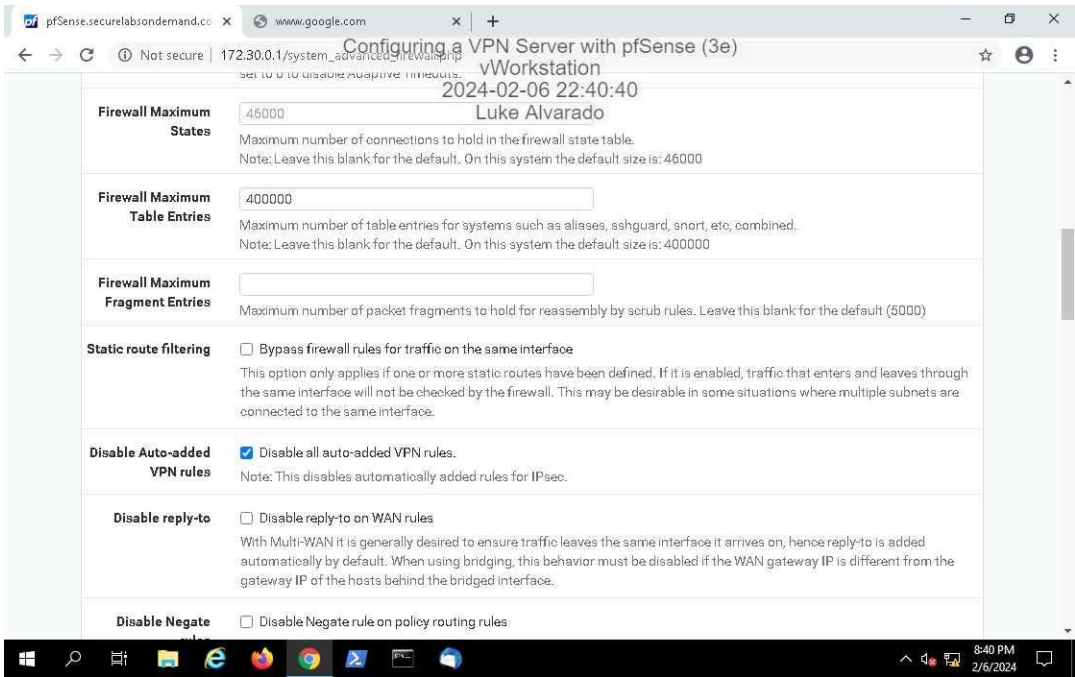 pfSense.securelabsondemand.co
www.google.com
Not secure | 172.30.0.1/system_advanced_firewall.php
Configuring a VPN Server with pfSense (3e)
vWorkstation
2024-02-06 22:40:40
Luke Alvarado
set to 0 to disable Adaptive Timeouts.
Firewall Maximum
States
46000
Maximum number of connections to hold in the firewall state table.
Note: Leave this blank for the default. On this system the default size is: 46000
Firewall Maximum
Table Entries
400000
Maximum number of table entries for systems such as aliases, sshguard, snort, etc, combined.
Note: Leave this blank for the default. On this system the default size is: 400000
Firewall Maximum
Fragment Entries
Maximum number of packet fragments to hold for reassembly by scrub rules. Leave this blank for the default (5000)
Static route filtering
Bypass firewall rules for traffic on the same interface
This option only applies if one or more static routes have been defined. If it is enabled, traffic that enters and leaves through
the same interface will not be checked by the firewall. This may be desirable in some situations where multiple subnets are
connected to the same interface.
Disable Auto-added
VPN rules
Disable all auto-added VPN rules.
Note: This disables automatically added rules for IPsec.
Disable reply-to
Disable reply-to on WAN rules
With Multi-WAN it is generally desired to ensure traffic leaves the same interface it arrives on, hence reply-to is added
automatically by default. When using bridging, this behavior must be disabled if the WAN gateway IP is different from the
gateway IP of the hosts behind the bridged interface.
Disable Negate
rules
Disable Negate rule on policy routing rules
8:40 PM
2/6/2024